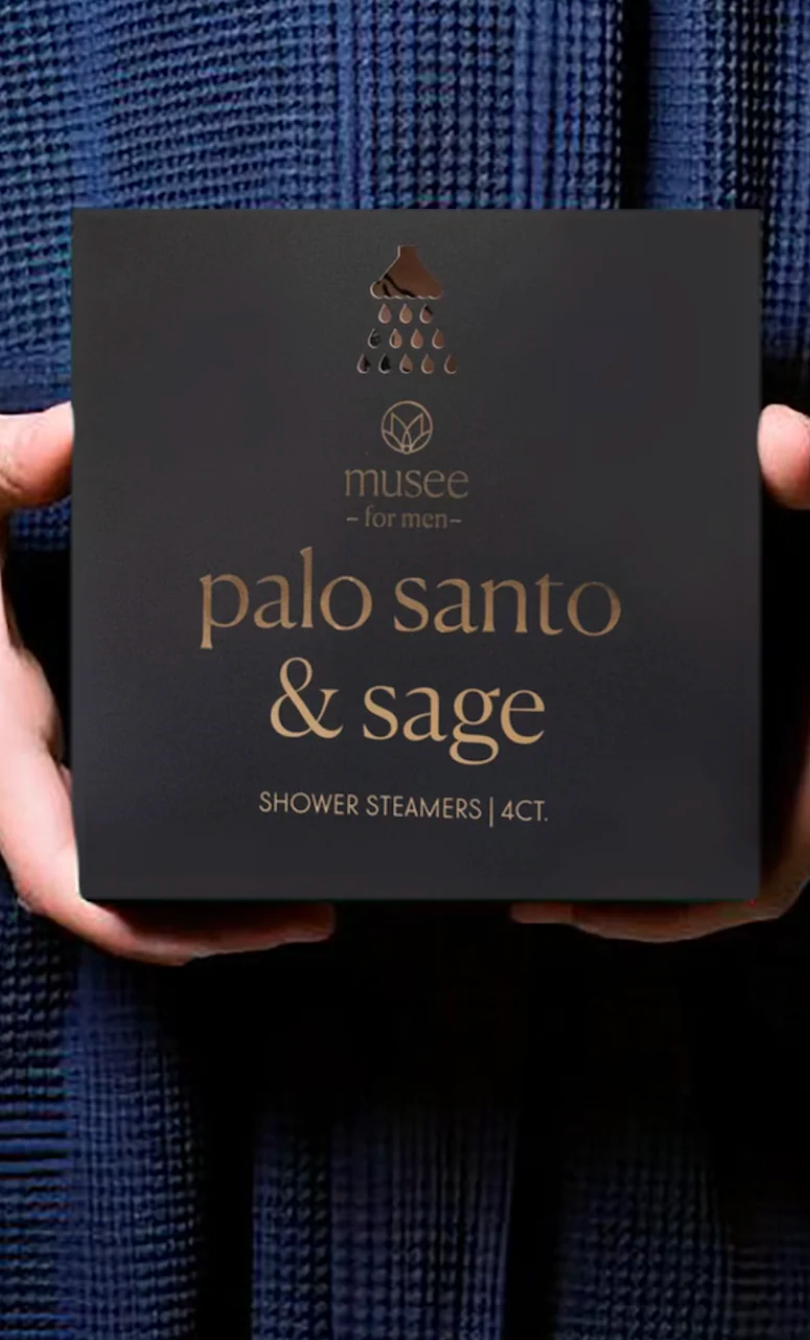 musee
– for men –
palo santo
& sage
SHOWER STEAMERS | 4CT.